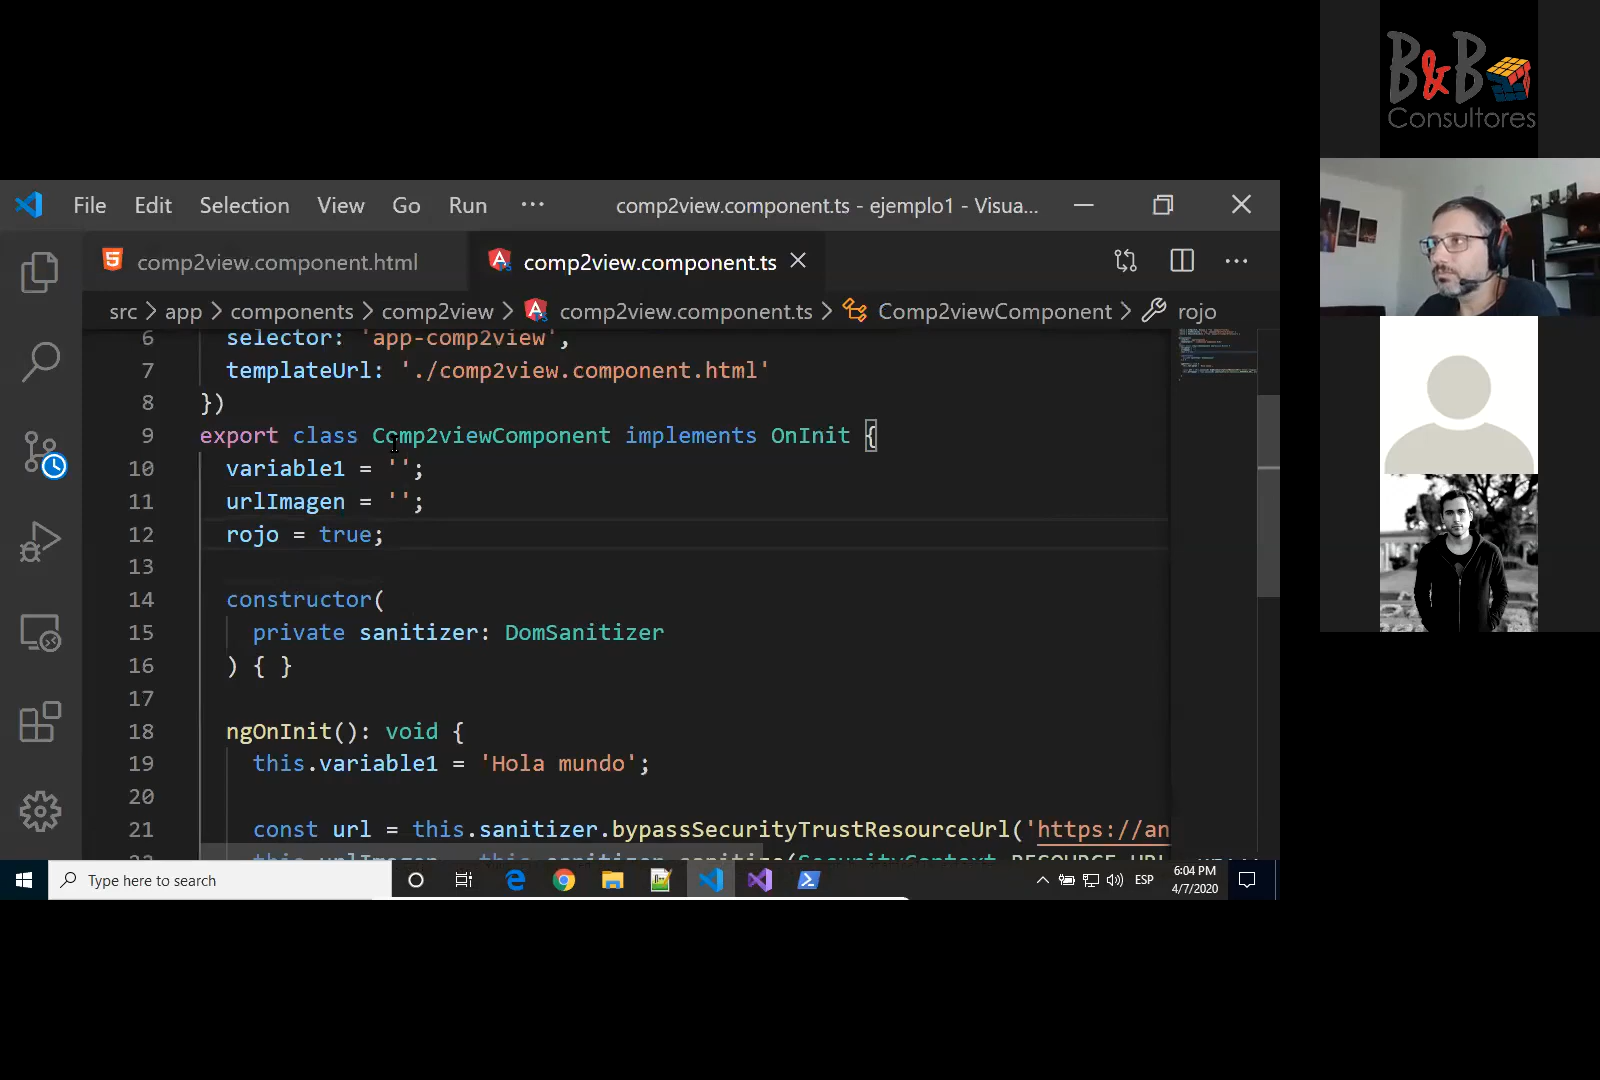 B&B
Consultores
File Edit Selection View Go Run ··· comp2view.component.ts - ejemplo1 - Visua...
comp2view.component.html comp2view.component.ts
src > app > components > comp2view > comp2view.component.ts > Comp2viewComponent > rojo
6 selector: 'app-comp2view',
7 templateUrl: './comp2view.component.html'
8 })
9 export class Comp2viewComponent implements OnInit {
10 variable1 = '';
11 urlImagen = '';
12 rojo = true;
13
14 constructor(
15 private sanitizer: DomSanitizer
16 ) { }
17
18 ngOnInit(): void {
19 this.variable1 = 'Hola mundo';
20
21 const url = this.sanitizer.bypassSecurityTrustResourceUrl('https://an
Type here to search
ESP
6:04 PM
4/7/2020